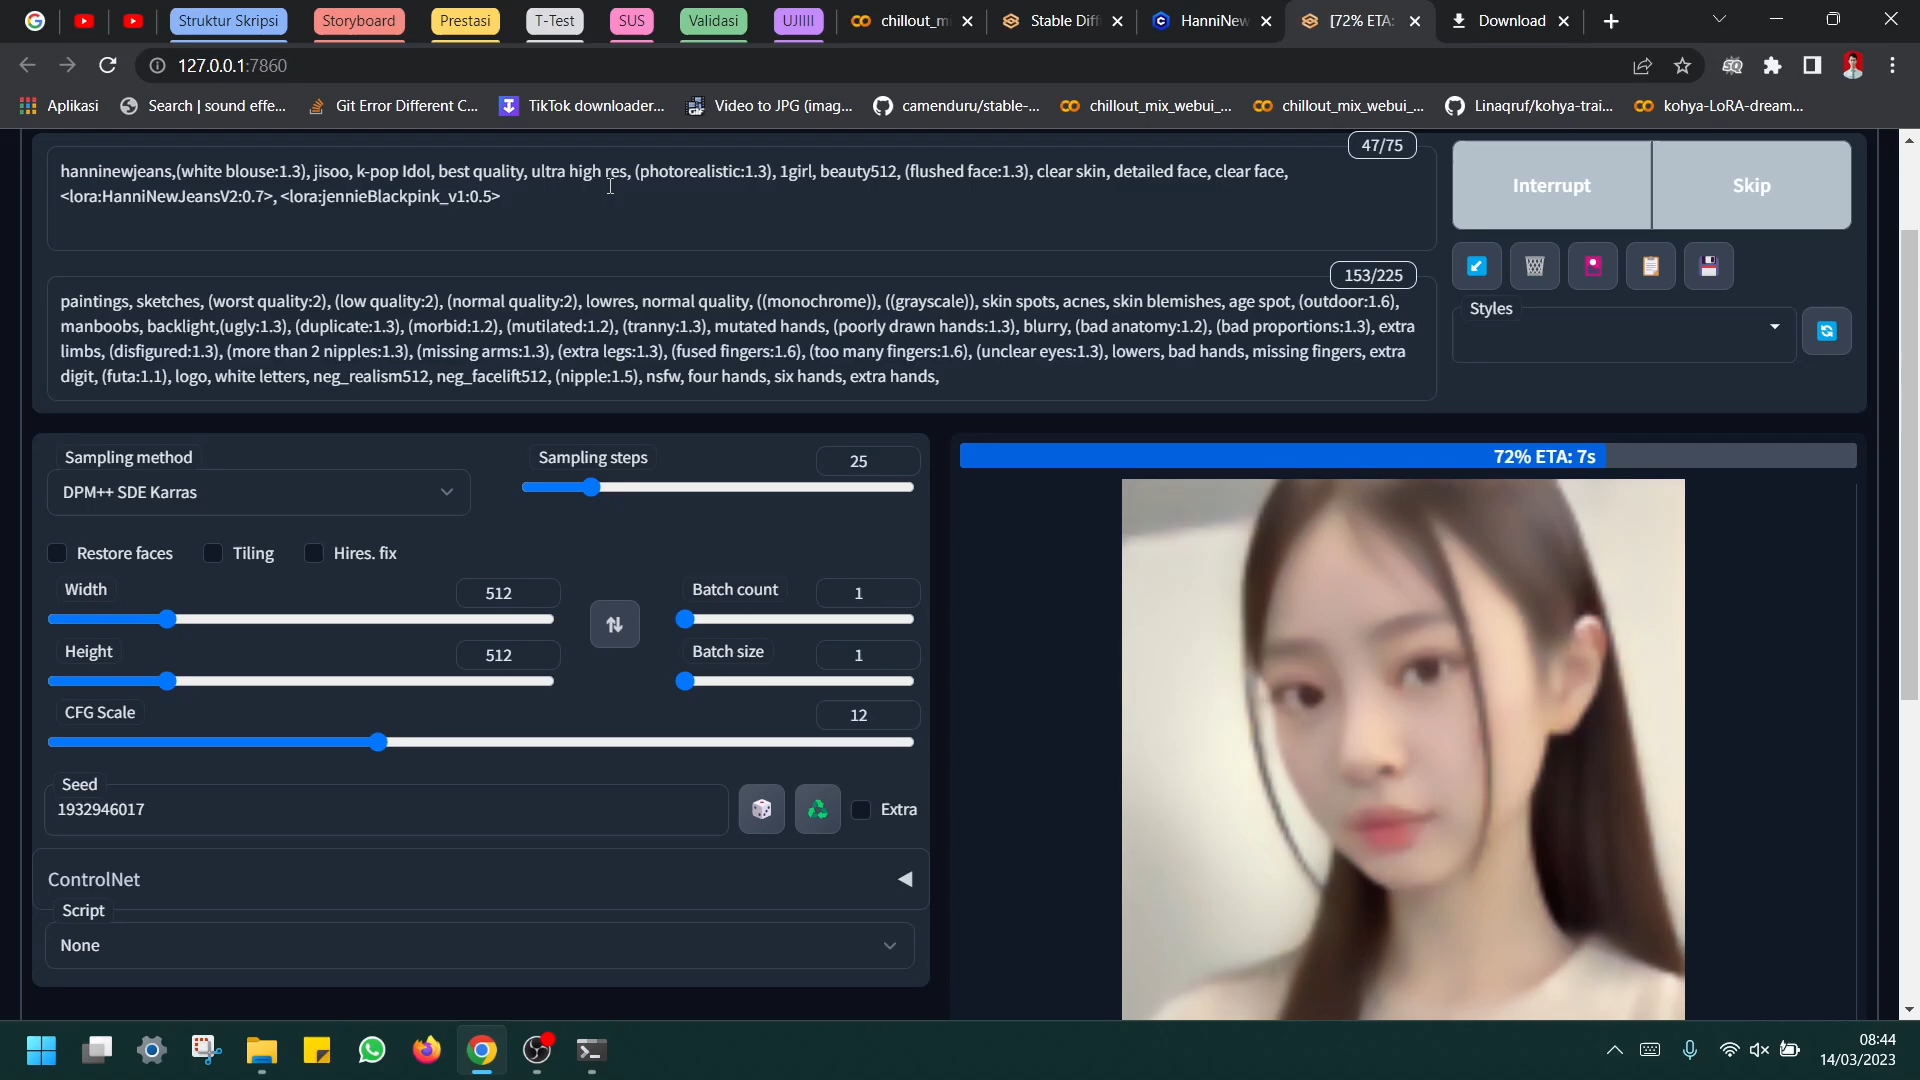 Struktur Skripsi
Storyboard
Prestasi
T-Test
SUS
Validasi
UJIIII
chillout_m
Stable Diff
HanniNew
[72% ETA:
Download
127.0.0.1:7860
Aplikasi
Search | sound effe...
Git Error Different C...
TikTok downloader...
Video to JPG (imag...
camenduru/stable-...
chillout_mix_webui_...
chillout_mix_webui_...
Linaqruf/kohya-trai...
kohya-LoRA-dream...
47/75
hanninewjeans,(white blouse:1.3), jisoo, k-pop Idol, best quality, ultra high res, (photorealistic:1.3), 1girl, beauty512, (flushed face:1.3), clear skin, detailed face, clear face,
<lora:HanniNewJeansV2:0.7>, <lora:jennieBlackpink_v1:0.5>
Interrupt
Skip
153/225
paintings, sketches, (worst quality:2), (low quality:2), (normal quality:2), lowres, normal quality, ((monochrome)), ((grayscale)), skin spots, acnes, skin blemishes, age spot, (outdoor:1.6),
manboobs, backlight,(ugly:1.3), (duplicate:1.3), (morbid:1.2), (mutilated:1.2), (tranny:1.3), mutated hands, (poorly drawn hands:1.3), blurry, (bad anatomy:1.2), (bad proportions:1.3), extra
limbs, (disfigured:1.3), (more than 2 nipples:1.3), (missing arms:1.3), (extra legs:1.3), (fused fingers:1.6), (too many fingers:1.6), (unclear eyes:1.3), lowers, bad hands, missing fingers, extra
digit, (futa:1.1), logo, white letters, neg_realism512, neg_facelift512, (nipple:1.5), nsfw, four hands, six hands, extra hands,
Styles
Sampling method
DPM++ SDE Karras
Sampling steps
25
72% ETA: 7s
Restore faces
Tiling
Hires. fix
Width
512
Batch count
1
Height
512
Batch size
1
CFG Scale
12
Seed
1932946017
Extra
ControlNet
Script
None
08:44
14/03/2023